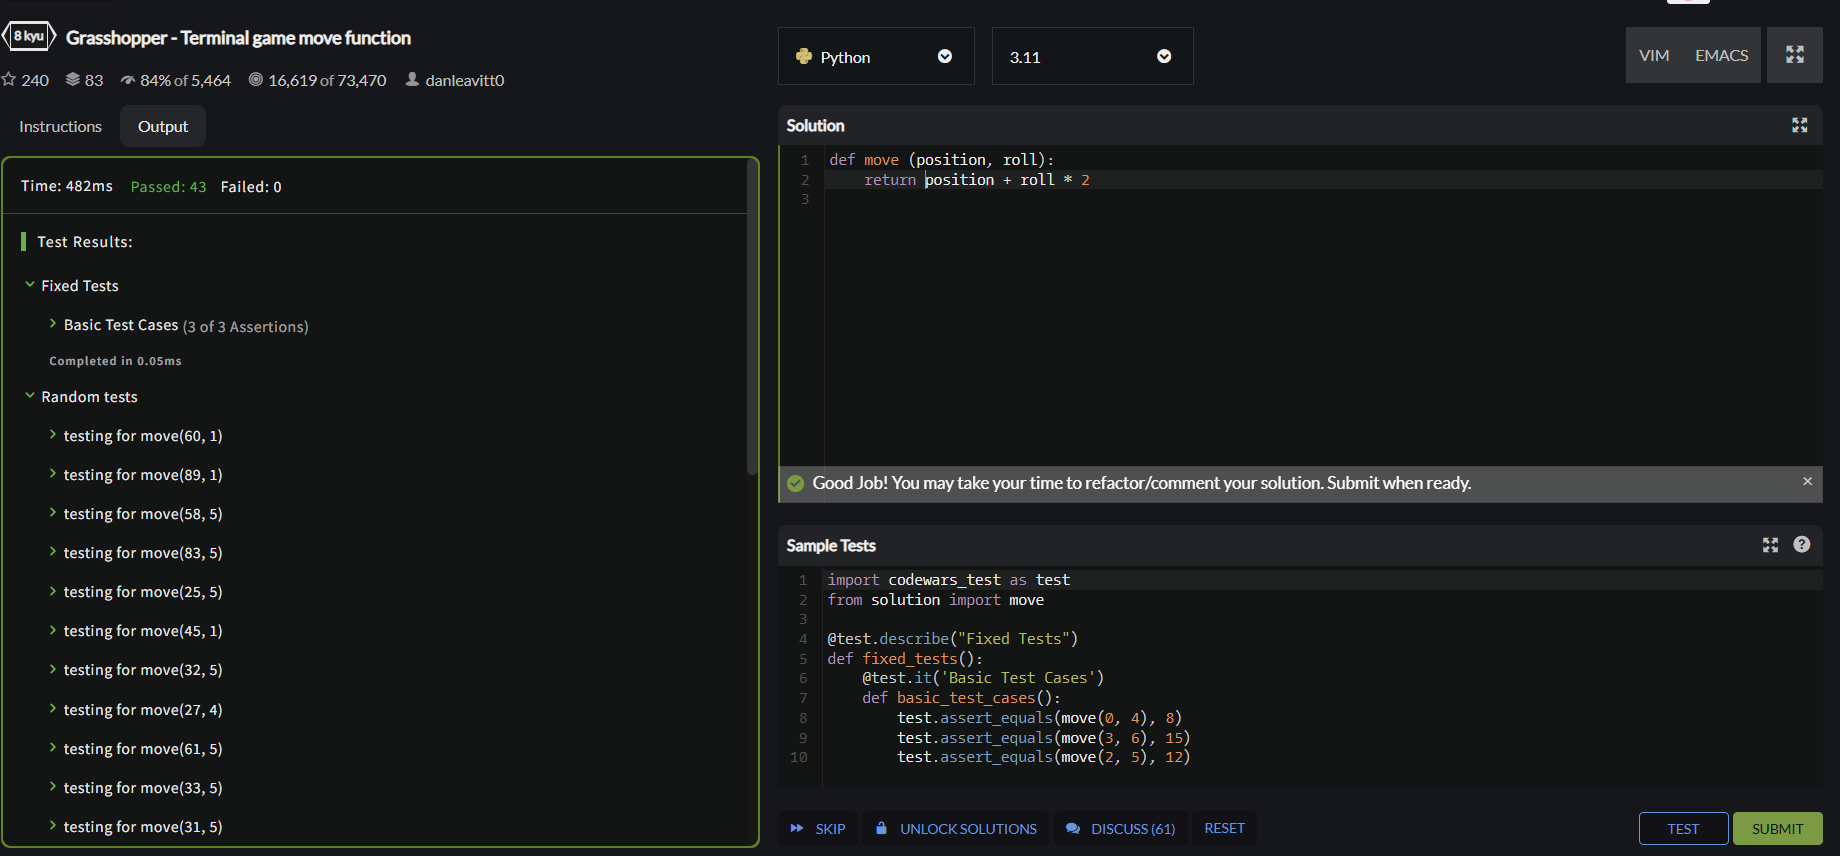 8 kyu Grasshopper - Terminal game move function
240 83 84% of 5,464 16,619 of 73,470 danleavitt0
Instructions Output
Time: 482ms Passed: 43 Failed: 0
Test Results:
Fixed Tests
Basic Test Cases (3 of 3 Assertions)
Completed in 0.05ms
Random tests
testing for move(60, 1)
testing for move(89, 1)
testing for move(58, 5)
testing for move(83, 5)
testing for move(25, 5)
testing for move(45, 1)
testing for move(32, 5)
testing for move(27, 4)
testing for move(61, 5)
testing for move(33, 5)
testing for move(31, 5)
Python 3.11 VIM EMACS
Solution
1 def move (position, roll):
2     return position + roll * 2
3
Good Job! You may take your time to refactor/comment your solution. Submit when ready. ×
Sample Tests ?
1 import codewars_test as test
2 from solution import move
3
4 @test.describe("Fixed Tests")
5 def fixed_tests():
6     @test.it('Basic Test Cases')
7     def basic_test_cases():
8         test.assert_equals(move(0, 4), 8)
9         test.assert_equals(move(3, 6), 15)
10         test.assert_equals(move(2, 5), 12)
SKIP UNLOCK SOLUTIONS DISCUSS (61) RESET TEST SUBMIT